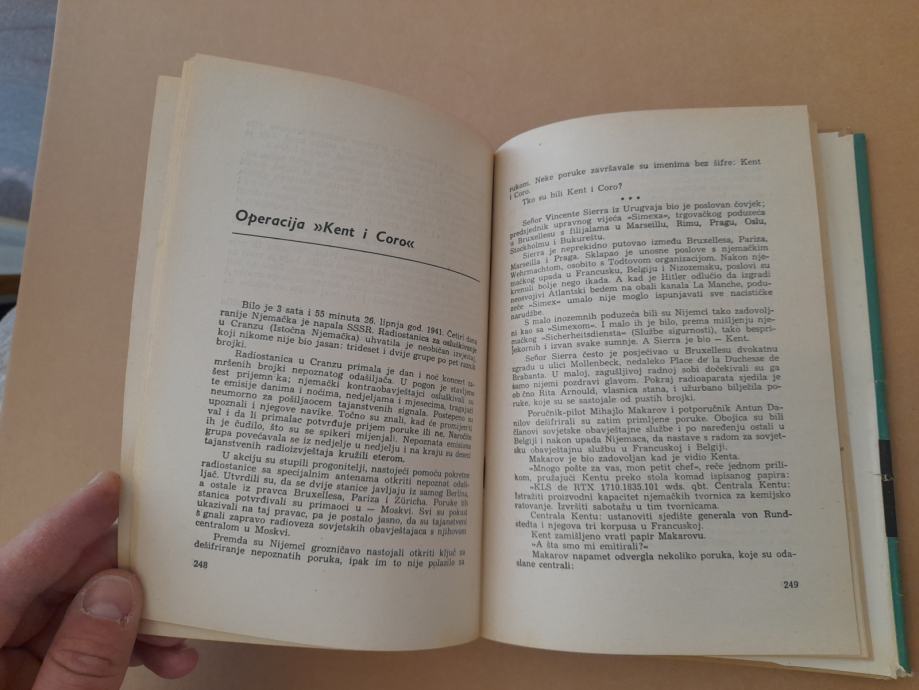 Operacija »Kent i Coro«
Bilo je 3 sata i 55 minuta 26. lipnja god. 1941. Četiri dana
ranije Njemačka je napala SSSR. Radiostanica za osluškivanje
u Cranzu (Istočna Njemačka) uhvatila je neobičan izvještaj,
koji nikome nije bio jasan: trideset i dvije grupe po pet raznih
brojki.
Radiostanica u Cranzu primala je dan i noć koncert ta-
mršenih brojki nepoznatog odašiljača. U pogon je stavljeno
šest prijemnika; njemački kontraobavještajci osluškivali su
te emisije danima i noćima, nedjeljama i mjesecima, tragajući
neumorno za pošiljaocem tajanstvenih signala. Postepeno su
upoznali i njegove navike. Točno su znali, kad će promijeniti
val i da li primalac potvrđuje prijem poruke ili ne. Naročito
ih je čudilo, što su se spikeri mijenjali. Nepoznata emisiona
grupa povećavala se iz nedjelje u nedjelju i na kraju su deseci
tajanstvenih radioizvještaja kružili eterom.
U akciju su stupili progonitelji, nastojeći pomoću pokretne
radiostanice sa specijalnim antenama otkriti nepoznat odaši-
ljač. Utvrdili su, da se dvije stanice javljaju iz samog Berlina,
a ostale iz pravca Bruxellesa, Pariza i Züricha. Poruke tih
stanica potvrđivali su primaoci u — Moskvi. Svi su pokusi
ukazivali na taj pravac, pa je postalo jasno, da su tajanstveni
signali zapravo radioveza sovjetskih obavještajaca s njihovom
centralom u Moskvi.
Premda su Nijemci grozničavo nastojali otkriti ključ za
dešifriranje nepoznatih poruka, ipak im to nije polazilo za
248
rukom. Neke poruke završavale su imenima bez šifre: Kent
i Coro.
Tko su bili Kent i Coro?
* * *
Señor Vincente Sierra iz Urugvaja bio je poslovan čovjek;
predsjednik upravnog vijeća »Simexa«, trgovačkog poduzeća
u Bruxellesu s filijalama u Marseillu, Rimu, Pragu, Oslu,
Stockholmu i Bukureštu.
Sierra je neprekidno putovao između Bruxellesa, Pariza,
Marseilla i Praga. Sklapao je unosne poslove s njemačkim
Wehrmachtom, osobito s Todtovom organizacijom. Nakon nje-
mačkog upada u Francusku, Belgiju i Nizozemsku, poslovi su
krenuli bolje nego ikada. A kad je Hitler odlučio da izgradi
neosvojivi Atlantski bedem na obali kanala La Manche, podu-
zeće »Simex« umalo nije moglo ispunjavati sve nacističke
narudžbe.
S malo inozemnih poduzeća bili su Nijemci tako zadovolj-
ni kao sa »Simexom«. I malo ih je bilo, prema mišljenju nje-
mačkog »Sicherheitsdiensta« (Službe sigurnosti), tako bespri-
jekornih i izvan svake sumnje. A Sierra je bio — Kent.
Señor Sierra često je posjećivao u Bruxellesu dvokatnu
zgradu u ulici Mollenbeck, nedaleko Place de la Duchesse de
Brabanta. U maloj, zagušljivoj radnoj sobi dočekivali su ga
samo nijemi pozdravi glavom. Pokraj radioaparata sjedila je
obično Rita Arnould, vlasnica stana, i užurbano bilježila po-
ruke, koje su se sastojale od pustih brojki.
Poručnik-pilot Mihajlo Makarov i potporučnik Antun Da-
nilov dešifrirali su zatim primljene poruke. Obojica su bili
članovi sovjetske obavještajne službe i po naređenju ostali u
Belgiji i nakon upada Nijemaca, da nastave s radom za sovjet-
sku obavještajnu službu u Francuskoj i Belgiji.
Makarov je bio zadovoljan kad je vidio Kenta.
»Mnogo pošte za vas, mon petit chef«, reče jednom prili-
kom, pružajući Kentu preko stola komad ispisanog papira:
»KLS de RTX 1710.1835.101 wds. qbt. Centrala Kentu:
Istražiti proizvodni kapacitet njemačkih tvornica za kemijsko
ratovanje. Izvršiti sabotažu u tim tvornicama.
Centrala Kentu: ustanoviti sjedište generala von Rund-
stedta i njegova tri korpusa u Francuskoj.
Kent zamišljeno vrati papir Makarovu.
»A šta smo mi emitirali?«
Makarov napamet odvergla nekoliko poruka, koje su oda-
slane centrali:
249